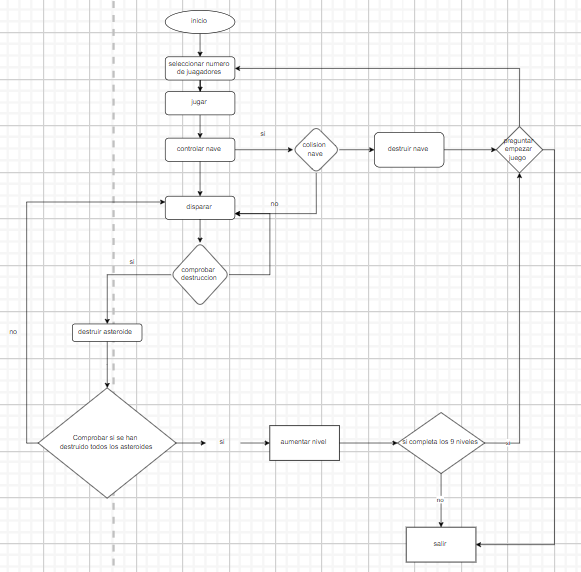 inicio
seleccionar numero
de juagadores
jugar
controlar nave
si
colision
nave
destruir nave
preguntar
empezar
juego
disparar
no
comprobar
destruccion
si
destruir asteroide
no
Comprobar si se han
destruido todos los asteroides
si
aumentar nivel
si completa los 9 niveles
si
no
salir